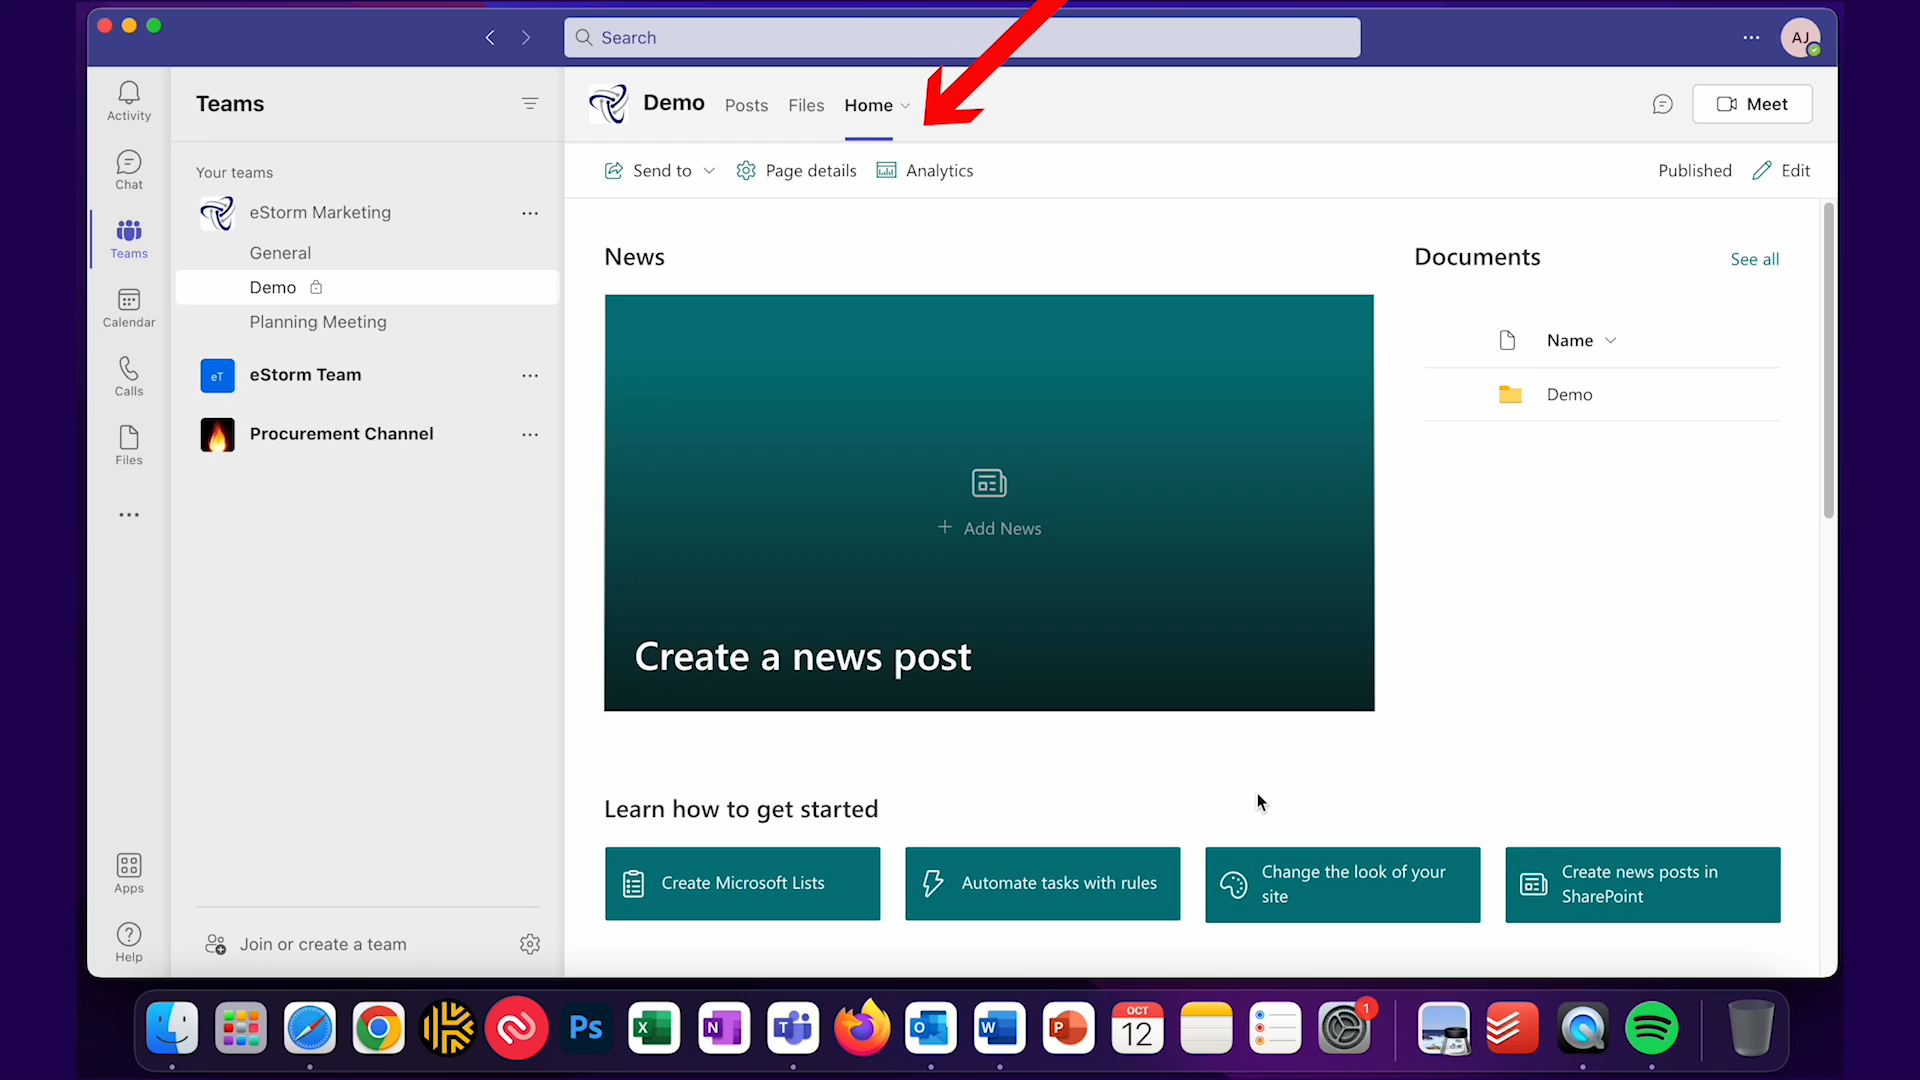 Search
AJ
Activity
Chat
Teams
Calendar
Calls
Files
Apps
Help
Teams
Your teams
eStorm Marketing
General
Demo
Planning Meeting
eT
eStorm Team
Procurement Channel
Join or create a team
Demo Posts Files Home
Meet
Send to Page details Analytics
Published Edit
News
+ Add News
Create a news post
Documents See all
Name
Demo
Learn how to get started
Create Microsoft Lists
Automate tasks with rules
Change the look of your
site
Create news posts in
SharePoint
Ps
X
N
T
O
W
P
OCT
12
1